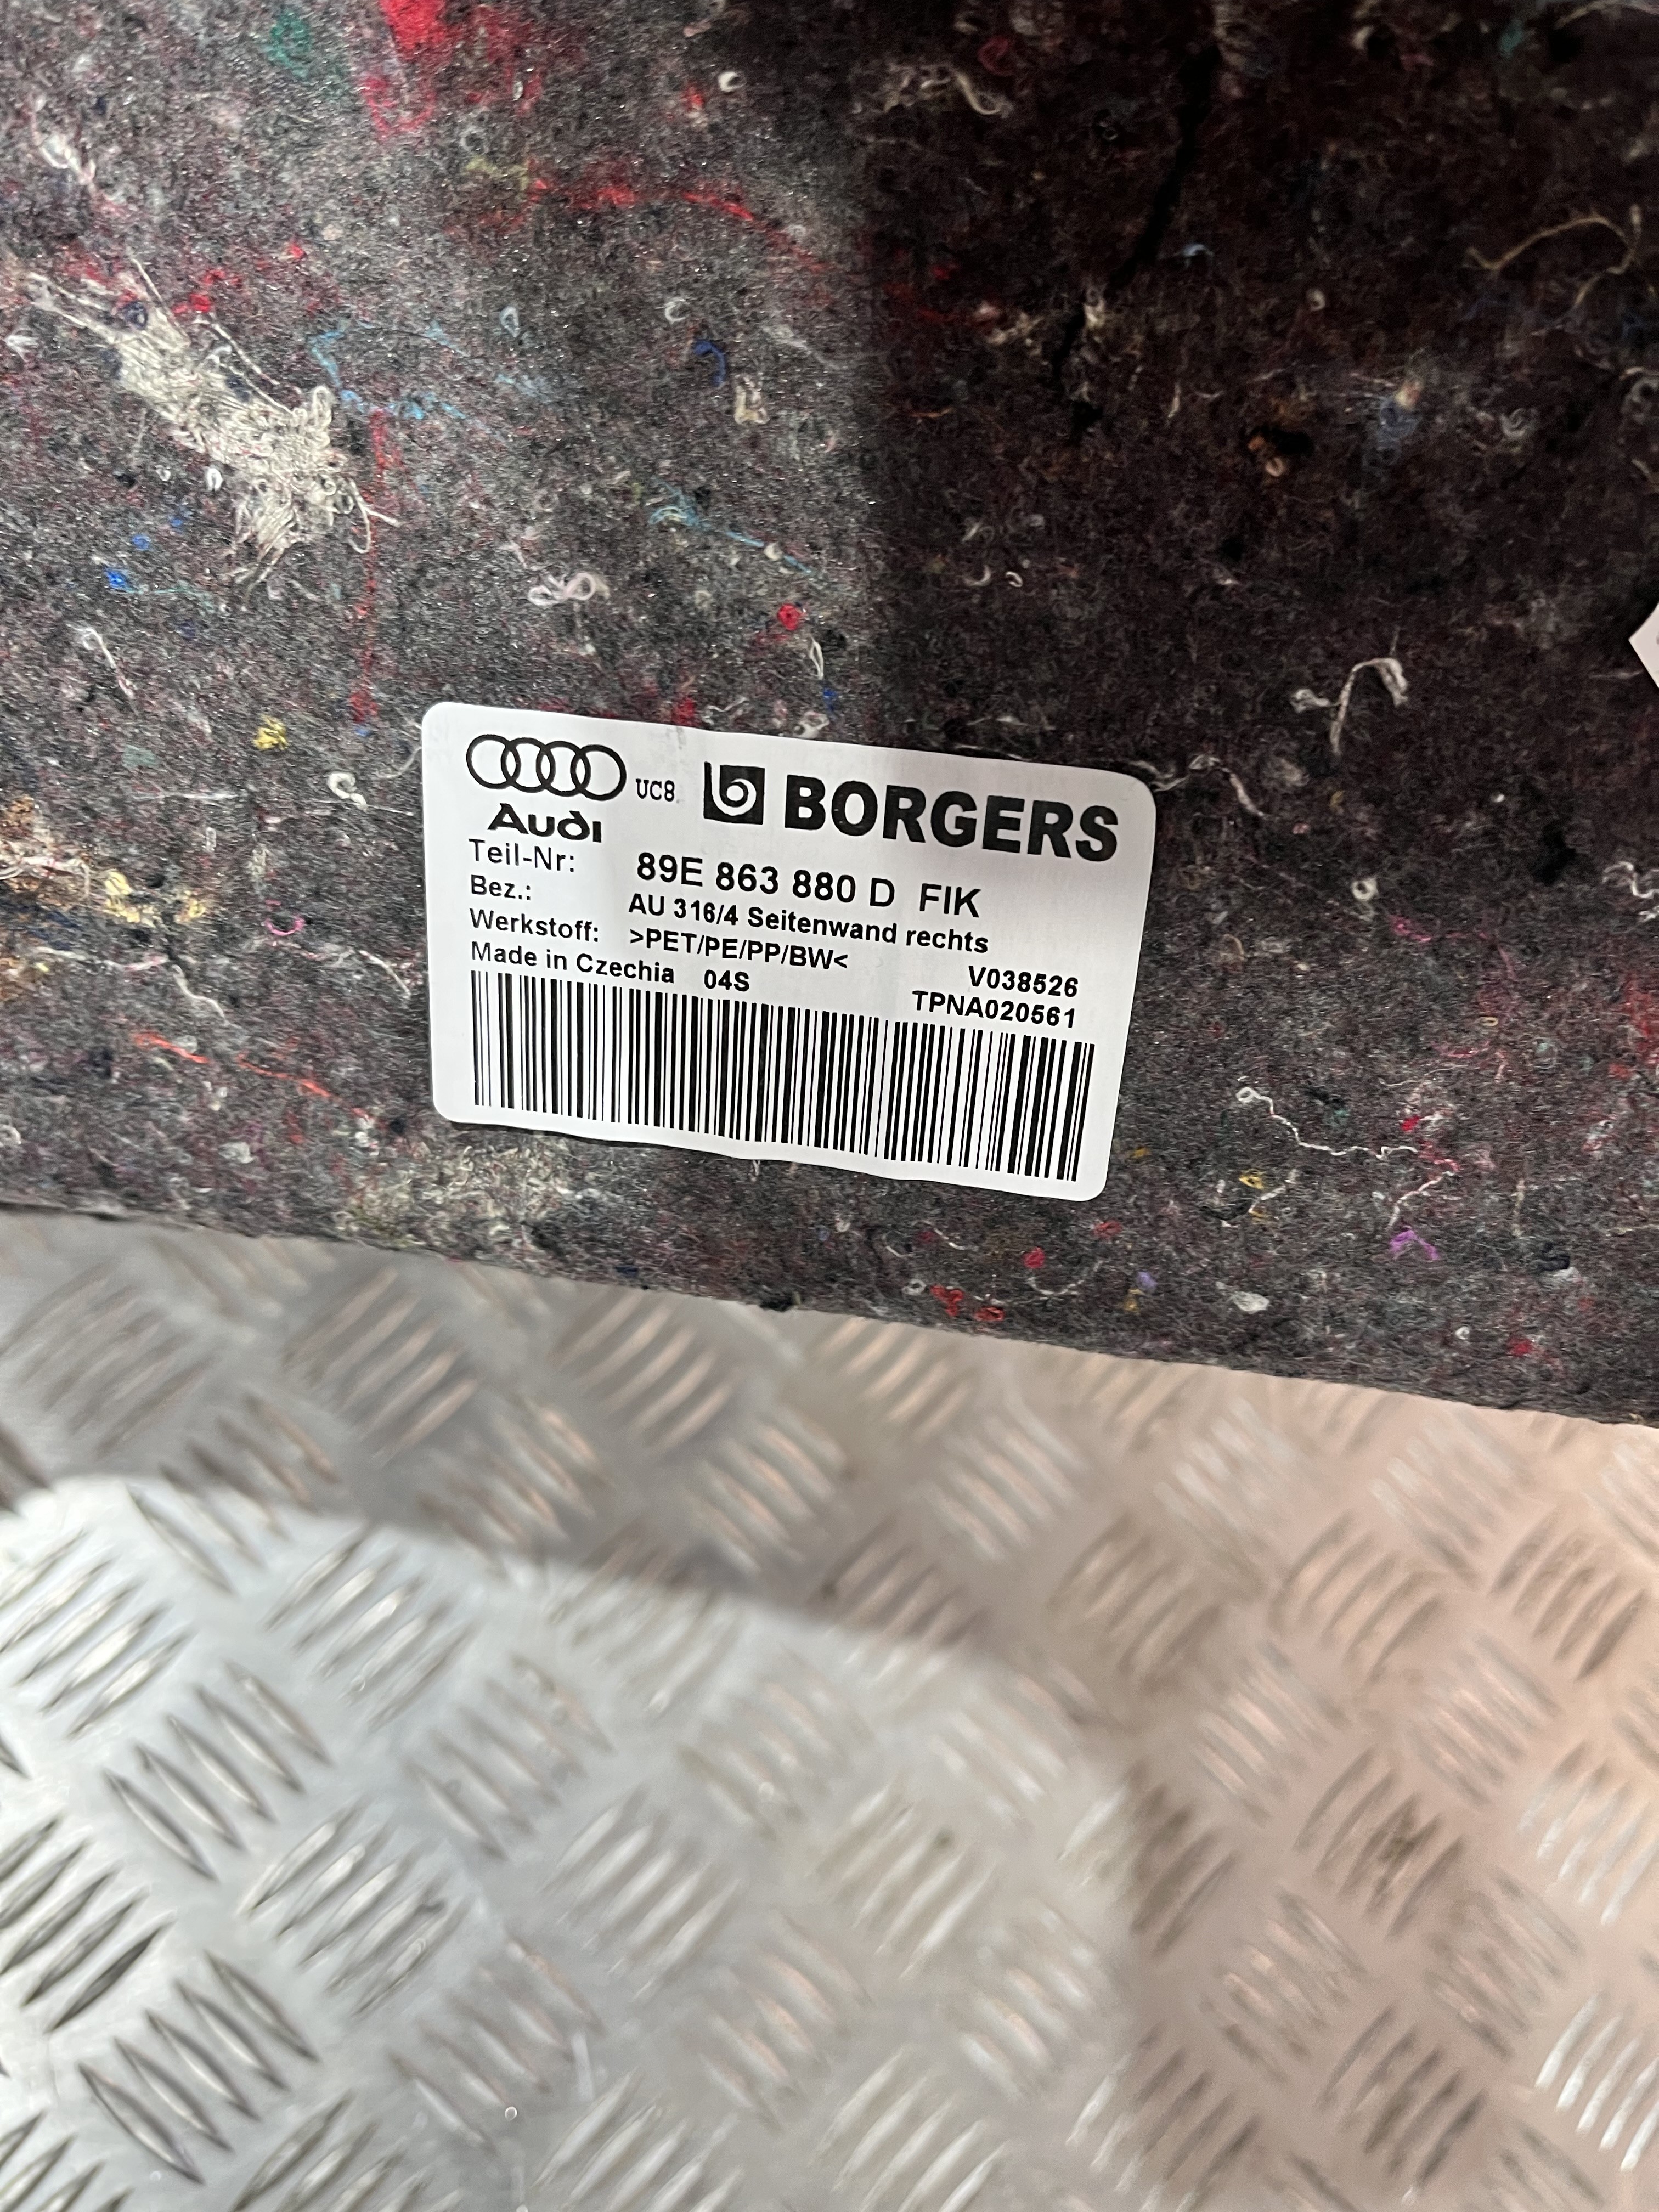 UC8 BORGERS
Audi
Teil-Nr: 89E 863 880 D FIK
Bez.: AU 316/4 Seitenwand rechts
Werkstoff: >PET/PE/PP/BW<
V038526
Made in Czechia 04S TPNA020561